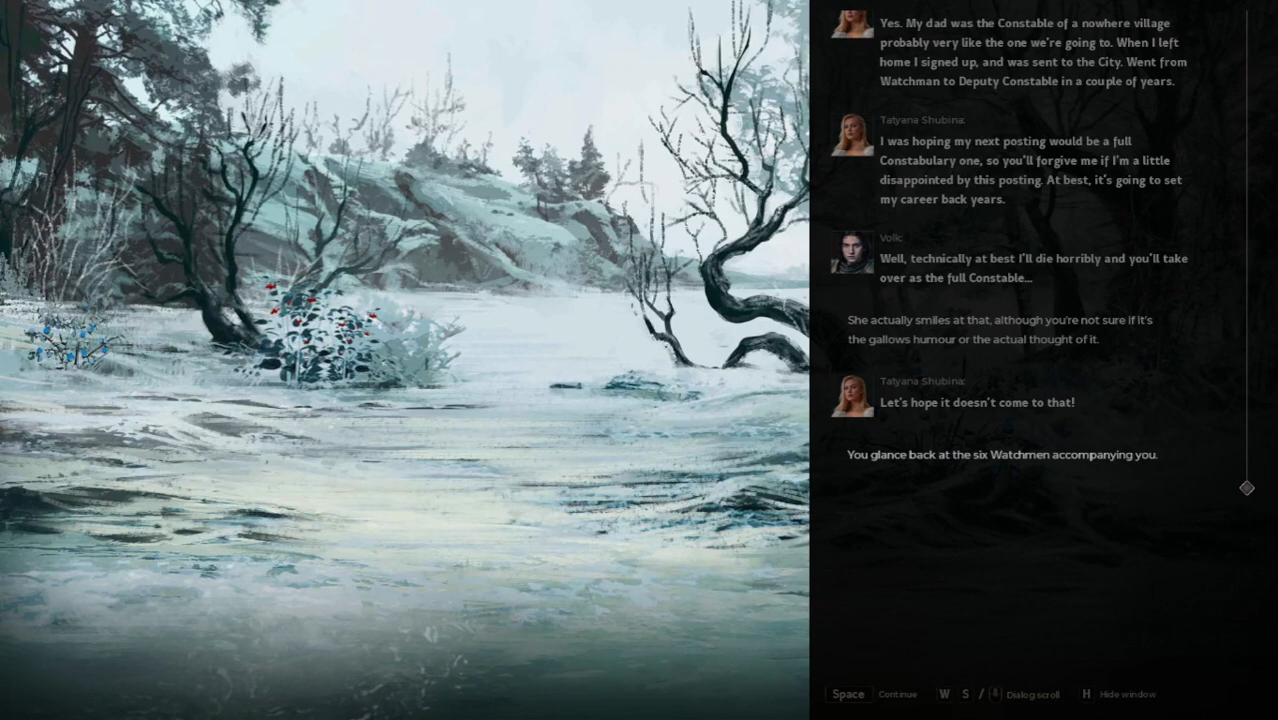 Yes. My dad was the Constable of a nowhere village
probably very like the one we're going to. When I left
home I signed up, and was sent to the City. Went from
Watchman to Deputy Constable in a couple of years.
Tatyana Shubina:
I was hoping my next posting would be a full
Constabulary one, so you'll forgive me if I'm a little
disappointed by this posting. At best, it's going to set
my career back years.
Volk:
Well, technically at best I'll die horribly and you'll take
over as the full Constable...
She actually smiles at that, although you're not sure if it's
the gallows humour or the actual thought of it.
Tatyana Shubina:
Let's hope it doesn't come to that!
You glance back at the six Watchmen accompanying you.
Space Continue W S / Dialog scroll H Hide window